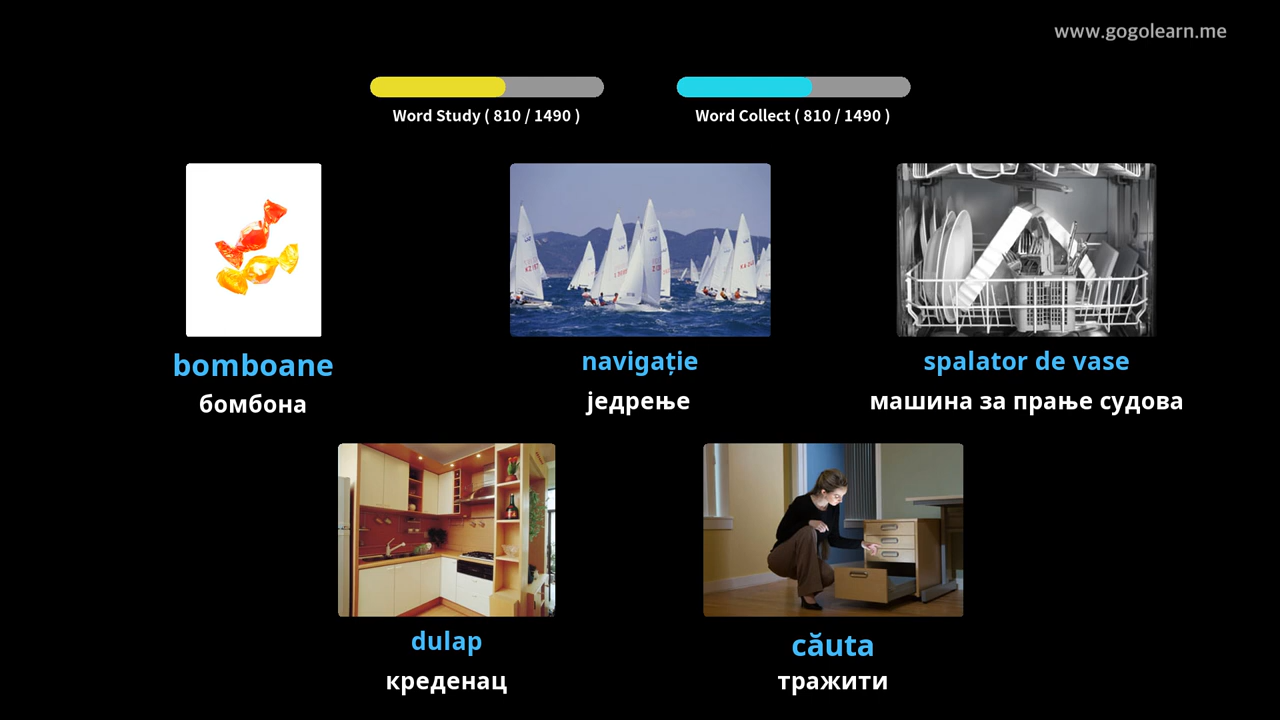 www.gogolearn.me
Word Study ( 810 / 1490 )
Word Collect ( 810 / 1490 )
bomboane
бомбона
navigație
једрење
spalator de vase
машина за прање судова
dulap
креденац
căuta
тражити